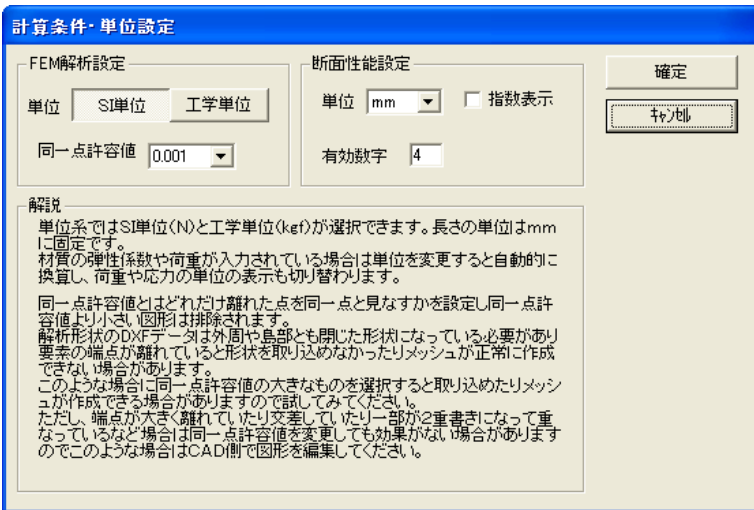 計算条件・単位設定
FEM解析設定
単位
SI単位
工学単位
同一点許容値
0.001
断面性能設定
単位
mm
指数表示
有効数字
4
確定
ｷｬﾝｾﾙ
解説
単位系ではSI単位(N)と工学単位(kgf)が選択できます。長さの単位はmm
に固定です。
材質の弾性係数や荷重が入力されている場合は単位を変更すると自動的に
換算し、荷重や応力の単位の表示も切り替わります。
同一点許容値とはどれだけ離れた点を同一点と見なすかを設定し同一点許
容値より小さい図形は排除されます。
解析形状のDXFデータは外周や島部とも閉じた形状になっている必要があり
要素の端点が離れていると形状を取り込めなかったりメッシュが正常に作成
できない場合があります。
このような場合に同一点許容値の大きなものを選択すると取り込めたりメッシ
ュが作成できる場合がありますので試してみてください。
ただし、端点が大きく離れていたり交差していたり一部が2重書きになって重
なっているなど場合は同一点許容値を変更しても効果がない場合があります
のでこのような場合はCAD側で図形を編集してください。